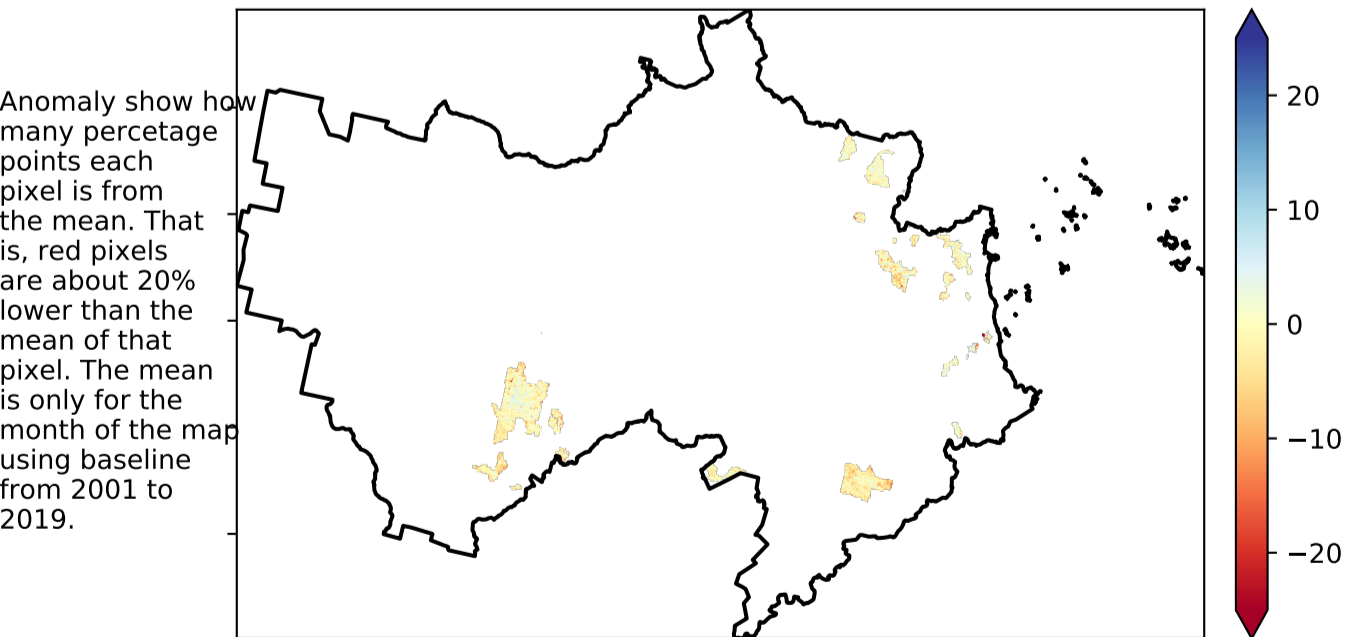 Anomaly show how
many percetage
points each
pixel is from
the mean. That
is, red pixels
are about 20%
lower than the
mean of that
pixel. The mean
is only for the
month of the map
using baseline
from 2001 to
2019.
20
10
0
−10
−20